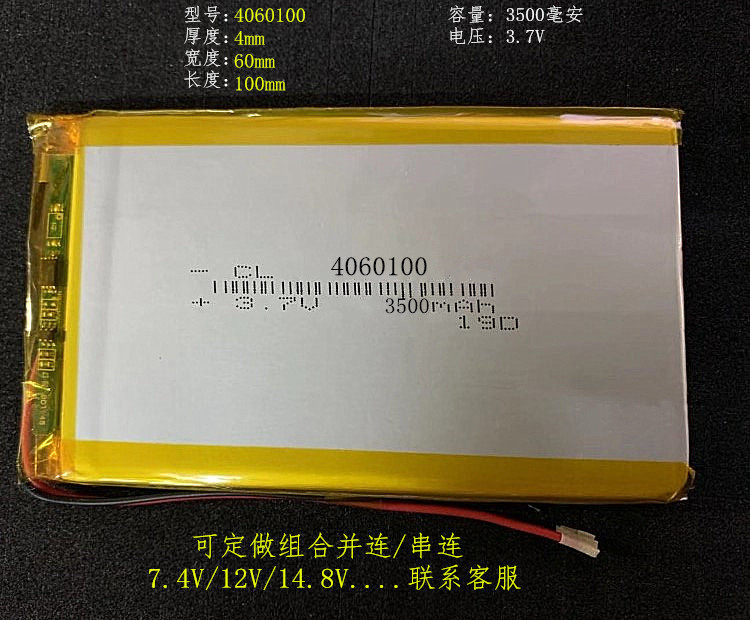 型号:4060100
厚度:4mm
宽度:60mm
长度:100mm
容量: 3500毫安
电压: 3.7V
- CL 4060100
+ 3.7V 3500mAh
19D
可定做组合并连/串连
7.4V/12V/14.8V....联系客服